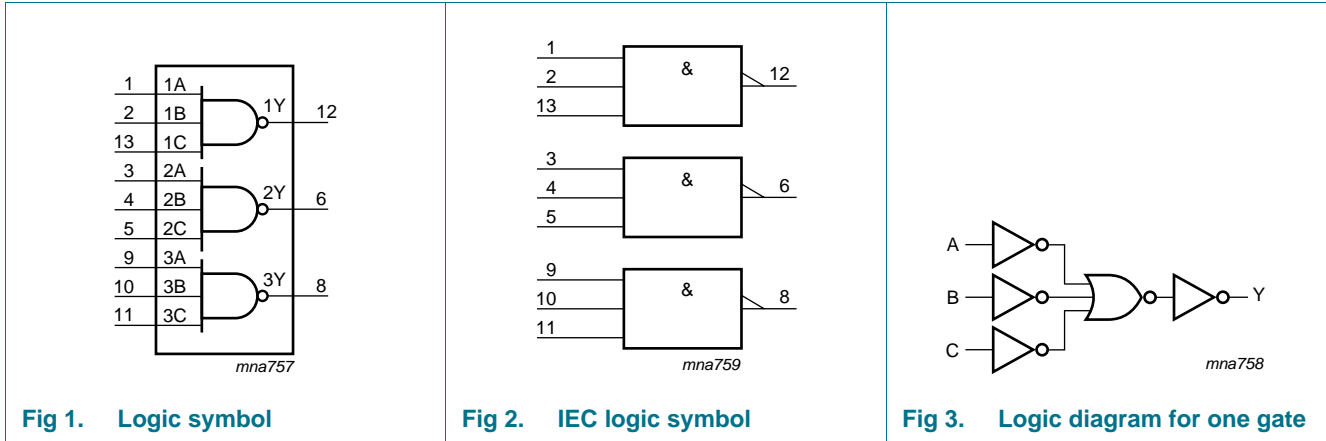 1 1A
1Y 12
2 1B
13 1C
3 2A
2Y 6
4 2B
5 2C
9 3A
3Y 8
10 3B
11 3C
mna757
Fig 1. Logic symbol
1
& 12
2
13
3
& 6
4
5
9
& 8
10
11
mna759
Fig 2. IEC logic symbol
A
B Y
C
mna758
Fig 3. Logic diagram for one gate